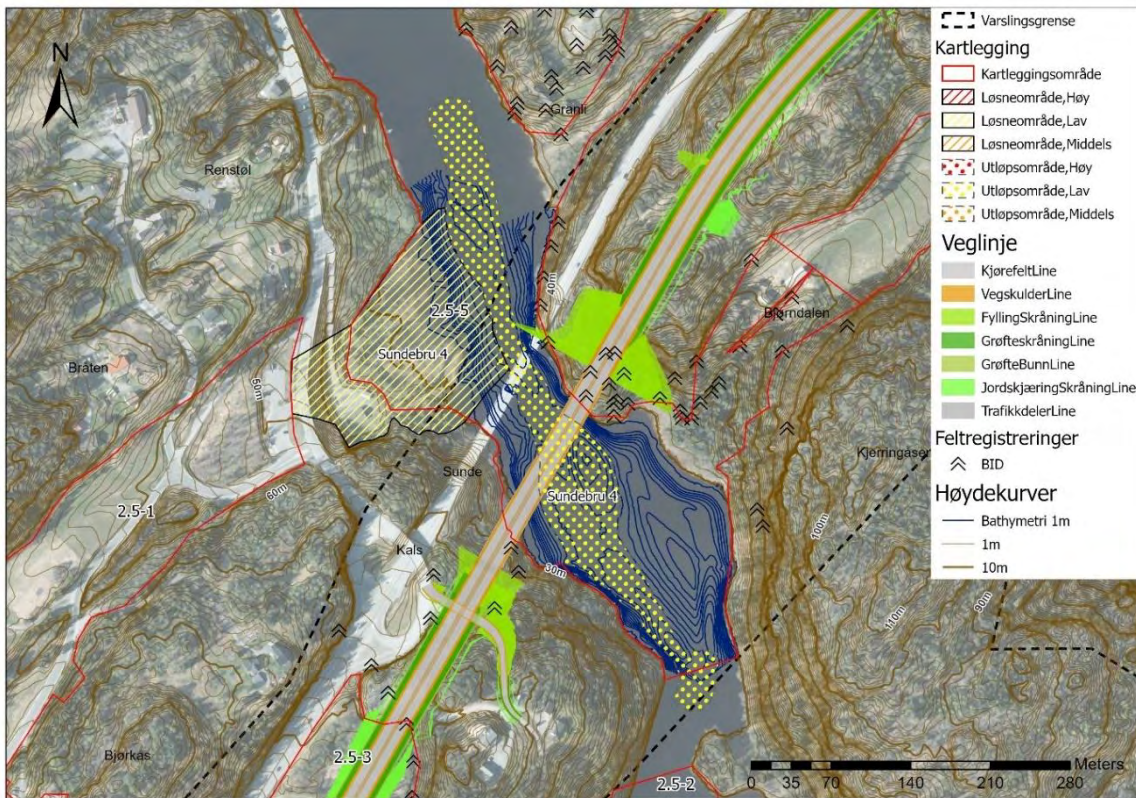 Varslingsgrense
Kartlegging
Kartleggingsområde
Løsneområde,Høy
Løsneområde,Lav
Løsneområde,Middels
Utløpsområde,Høy
Utløpsområde,Lav
Utløpsområde,Middels
Veglinje
KjørefeltLine
VegskulderLine
FyllingSkråningLine
GrøfteskråningLine
GrøfteBunnLine
JordskjæringSkråningLine
TrafikkdelerLine
Feltregistreringer
BID
Høydekurver
Bathymetri 1m
1m
10m
N
Granli
Renstøl
40m
2.5-5
Bjørndalen
Sundebru 4
Bråten
50m
Kjerringåsen
Sunde
Sundebru 4
60m
2.5-1
100m
Kals
30m
90m
110m
Bjørkås
2.5-3
2.5-2
Meters
0 35 70 140 210 280